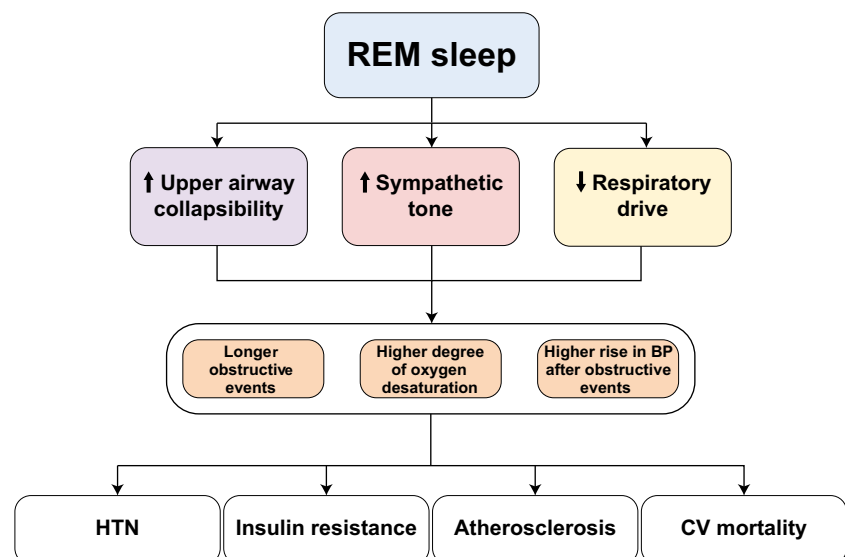 REM sleep
↑ Upper airway
collapsibility
↑ Sympathetic
tone
↓ Respiratory
drive
Longer
obstructive
events
Higher degree
of oxygen
desaturation
Higher rise in BP
after obstructive
events
HTN
Insulin resistance
Atherosclerosis
CV mortality